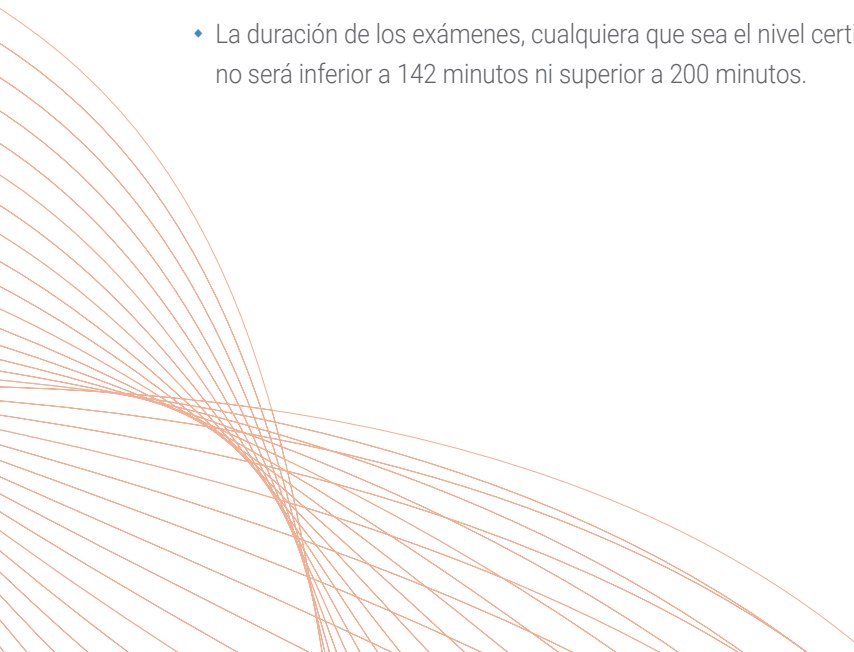 La duración de los exámenes, cualquiera que sea el nivel
no será inferior a 142 minutos ni superior a 200 minutos.